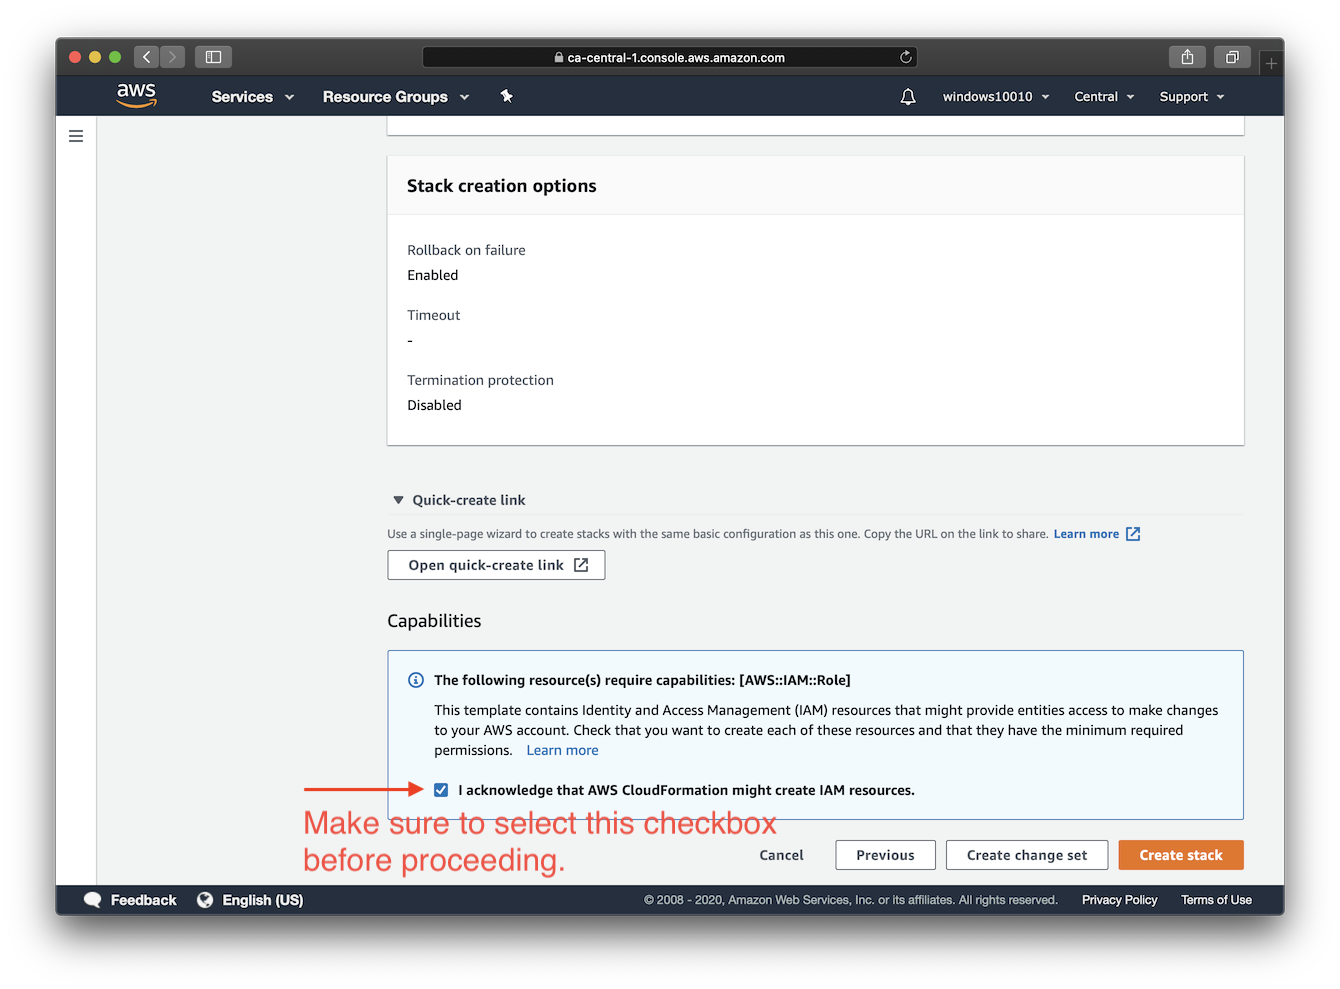 ca-central-1.console.aws.amazon.com
aws Services Resource Groups windows10010 Central Support
Stack creation options
Rollback on failure
Enabled
Timeout
-
Termination protection
Disabled
Quick-create link
Use a single-page wizard to create stacks with the same basic configuration as this one. Copy the URL on the link to share. Learn more
Open quick-create link
Capabilities
The following resource(s) require capabilities: [AWS::IAM::Role]
This template contains Identity and Access Management (IAM) resources that might provide entities access to make changes
to your AWS account. Check that you want to create each of these resources and that they have the minimum required
permissions. Learn more
I acknowledge that AWS CloudFormation might create IAM resources.
Make sure to select this checkbox
before proceeding.
Cancel Previous Create change set Create stack
Feedback English (US) © 2008 - 2020, Amazon Web Services, Inc. or its affiliates. All rights reserved. Privacy Policy Terms of Use